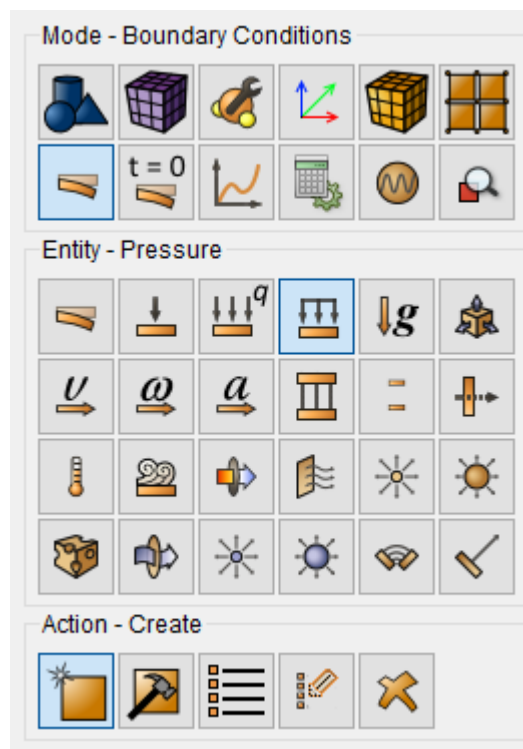 Mode - Boundary Conditions
t = 0
Entity - Pressure
q
g
υ ω a
Action - Create